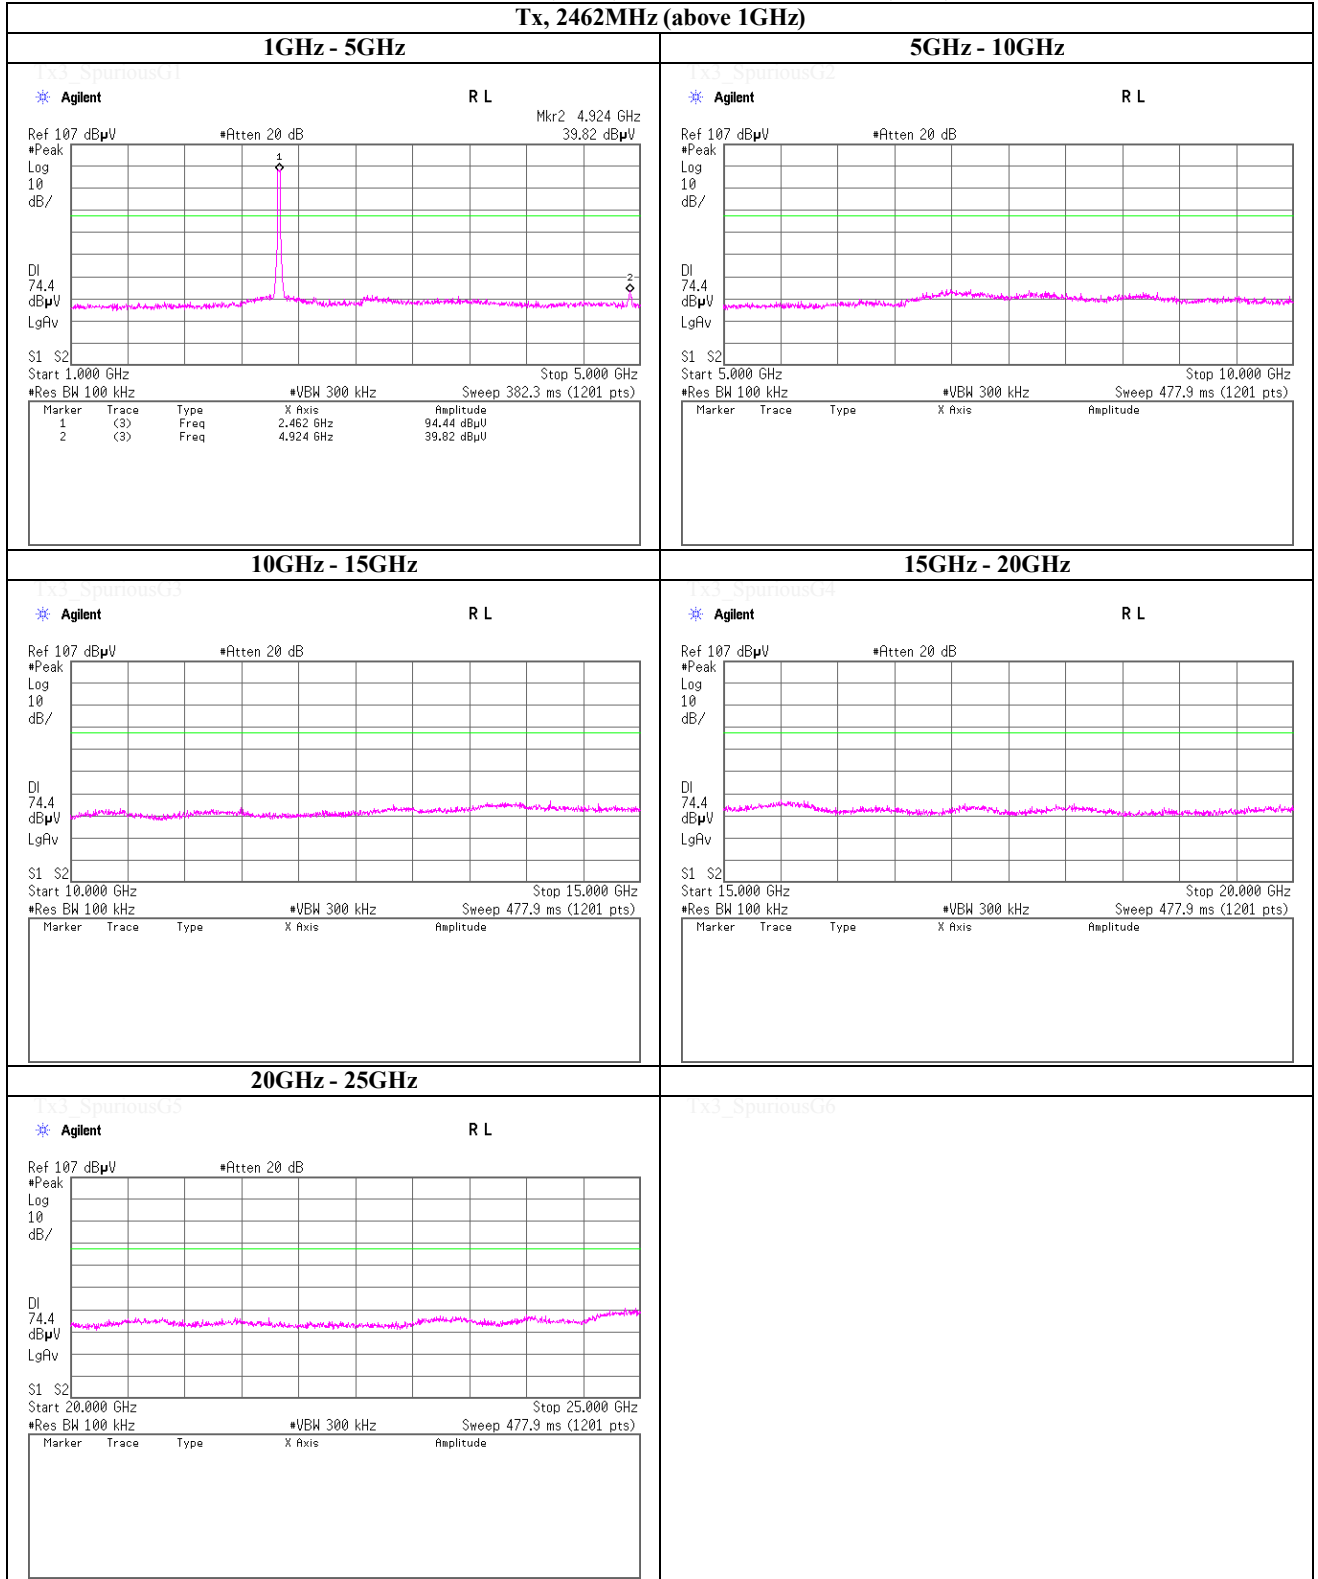 Tx, 2462MHz (above 1GHz)
1GHz - 5GHz
Tx3_SpuriousG1
Agilent R L
Mkr2 4.924 GHz
Ref 107 dBµV #Atten 20 dB 39.82 dBµV
#Peak
Log
10
dB/
1
2
DI
74.4
dBµV
LgAv
S1 S2
Start 1.000 GHz Stop 5.000 GHz
#Res BW 100 kHz #VBW 300 kHz Sweep 382.3 ms (1201 pts)
Marker Trace Type X Axis Amplitude
1 (3) Freq 2.462 GHz 94.44 dBµV
2 (3) Freq 4.924 GHz 39.82 dBµV
5GHz - 10GHz
Tx3_SpuriousG2
Agilent R L
Ref 107 dBµV #Atten 20 dB
#Peak
Log
10
dB/
DI
74.4
dBµV
LgAv
S1 S2
Start 5.000 GHz Stop 10.000 GHz
#Res BW 100 kHz #VBW 300 kHz Sweep 477.9 ms (1201 pts)
Marker Trace Type X Axis Amplitude
10GHz - 15GHz
Tx3_SpuriousG3
Agilent R L
Ref 107 dBµV #Atten 20 dB
#Peak
Log
10
dB/
DI
74.4
dBµV
LgAv
S1 S2
Start 10.000 GHz Stop 15.000 GHz
#Res BW 100 kHz #VBW 300 kHz Sweep 477.9 ms (1201 pts)
Marker Trace Type X Axis Amplitude
15GHz - 20GHz
Tx3_SpuriousG4
Agilent R L
Ref 107 dBµV #Atten 20 dB
#Peak
Log
10
dB/
DI
74.4
dBµV
LgAv
S1 S2
Start 15.000 GHz Stop 20.000 GHz
#Res BW 100 kHz #VBW 300 kHz Sweep 477.9 ms (1201 pts)
Marker Trace Type X Axis Amplitude
20GHz - 25GHz
Tx3_SpuriousG5
Agilent R L
Ref 107 dBµV #Atten 20 dB
#Peak
Log
10
dB/
DI
74.4
dBµV
LgAv
S1 S2
Start 20.000 GHz Stop 25.000 GHz
#Res BW 100 kHz #VBW 300 kHz Sweep 477.9 ms (1201 pts)
Marker Trace Type X Axis Amplitude
Tx3_SpuriousG6